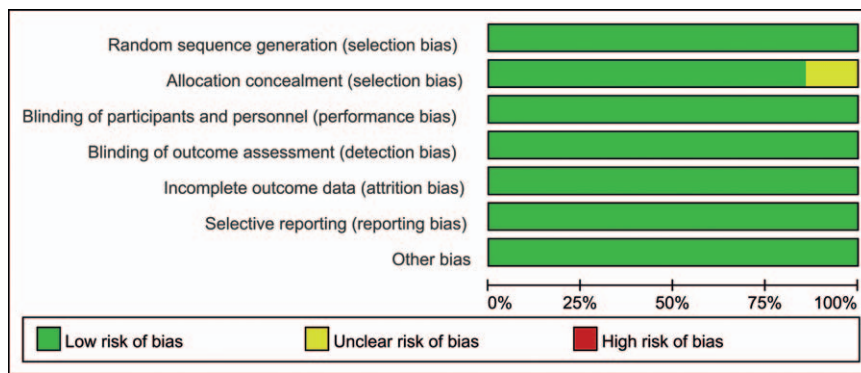 Random sequence generation (selection bias)
Allocation concealment (selection bias)
Blinding of participants and personnel (performance bias)
Blinding of outcome assessment (detection bias)
Incomplete outcome data (attrition bias)
Selective reporting (reporting bias)
Other bias
0% 25% 50% 75% 100%
Low risk of bias Unclear risk of bias High risk of bias